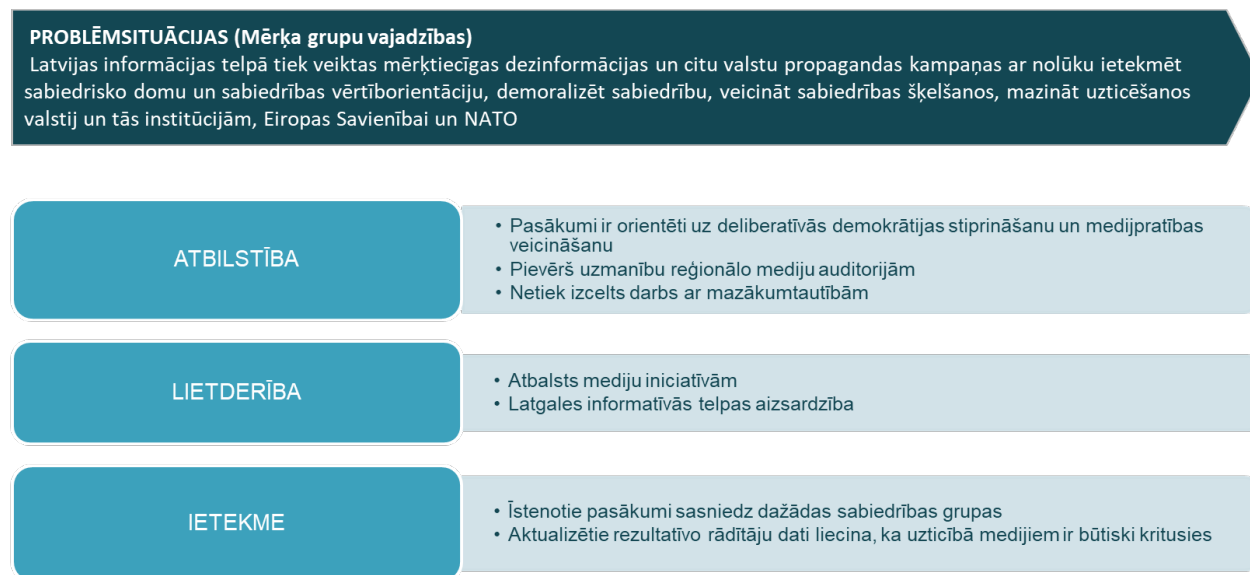 PROBLĒMSITUĀCIJAS (Mērķa grupu vajadzības)
Latvijas informācijas telpā tiek veiktas mērķtiecīgas dezinformācijas un citu valstu propagandas kampaņas ar nolūku ietekmēt
sabiedrisko domu un sabiedrības vērtīborientāciju, demoralizēt sabiedrību, veicināt sabiedrības šķelšanos, mazināt uzticēšanos
valstij un tās institūcijām, Eiropas Savienībai un NATO
ATBILSTĪBA
• Pasākumi ir orientēti uz deliberatīvās demokrātijas stiprināšanu un medijpratības
veicināšanu
• Pievērš uzmanību reģionālo mediju auditorijām
• Netiek izcelts darbs ar mazākumtautībām
LIETDERĪBA
• Atbalsts mediju iniciatīvām
• Latgales informatīvās telpas aizsardzība
IETEKME
• Īstenotie pasākumi sasniedz dažādas sabiedrības grupas
• Aktualizētie rezultatīvo rādītāju dati liecina, ka uzticībā medijiem ir būtiski kritusies